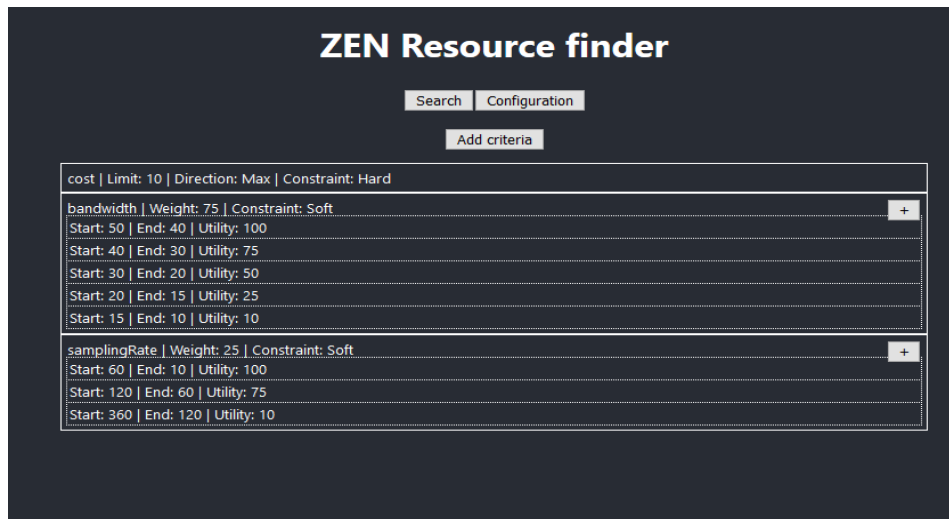 ZEN Resource finder
Search Configuration
Add criteria
cost | Limit: 10 | Direction: Max | Constraint: Hard
bandwidth | Weight: 75 | Constraint: Soft +
Start: 50 | End: 40 | Utility: 100
Start: 40 | End: 30 | Utility: 75
Start: 30 | End: 20 | Utility: 50
Start: 20 | End: 15 | Utility: 25
Start: 15 | End: 10 | Utility: 10
samplingRate | Weight: 25 | Constraint: Soft +
Start: 60 | End: 10 | Utility: 100
Start: 120 | End: 60 | Utility: 75
Start: 360 | End: 120 | Utility: 10